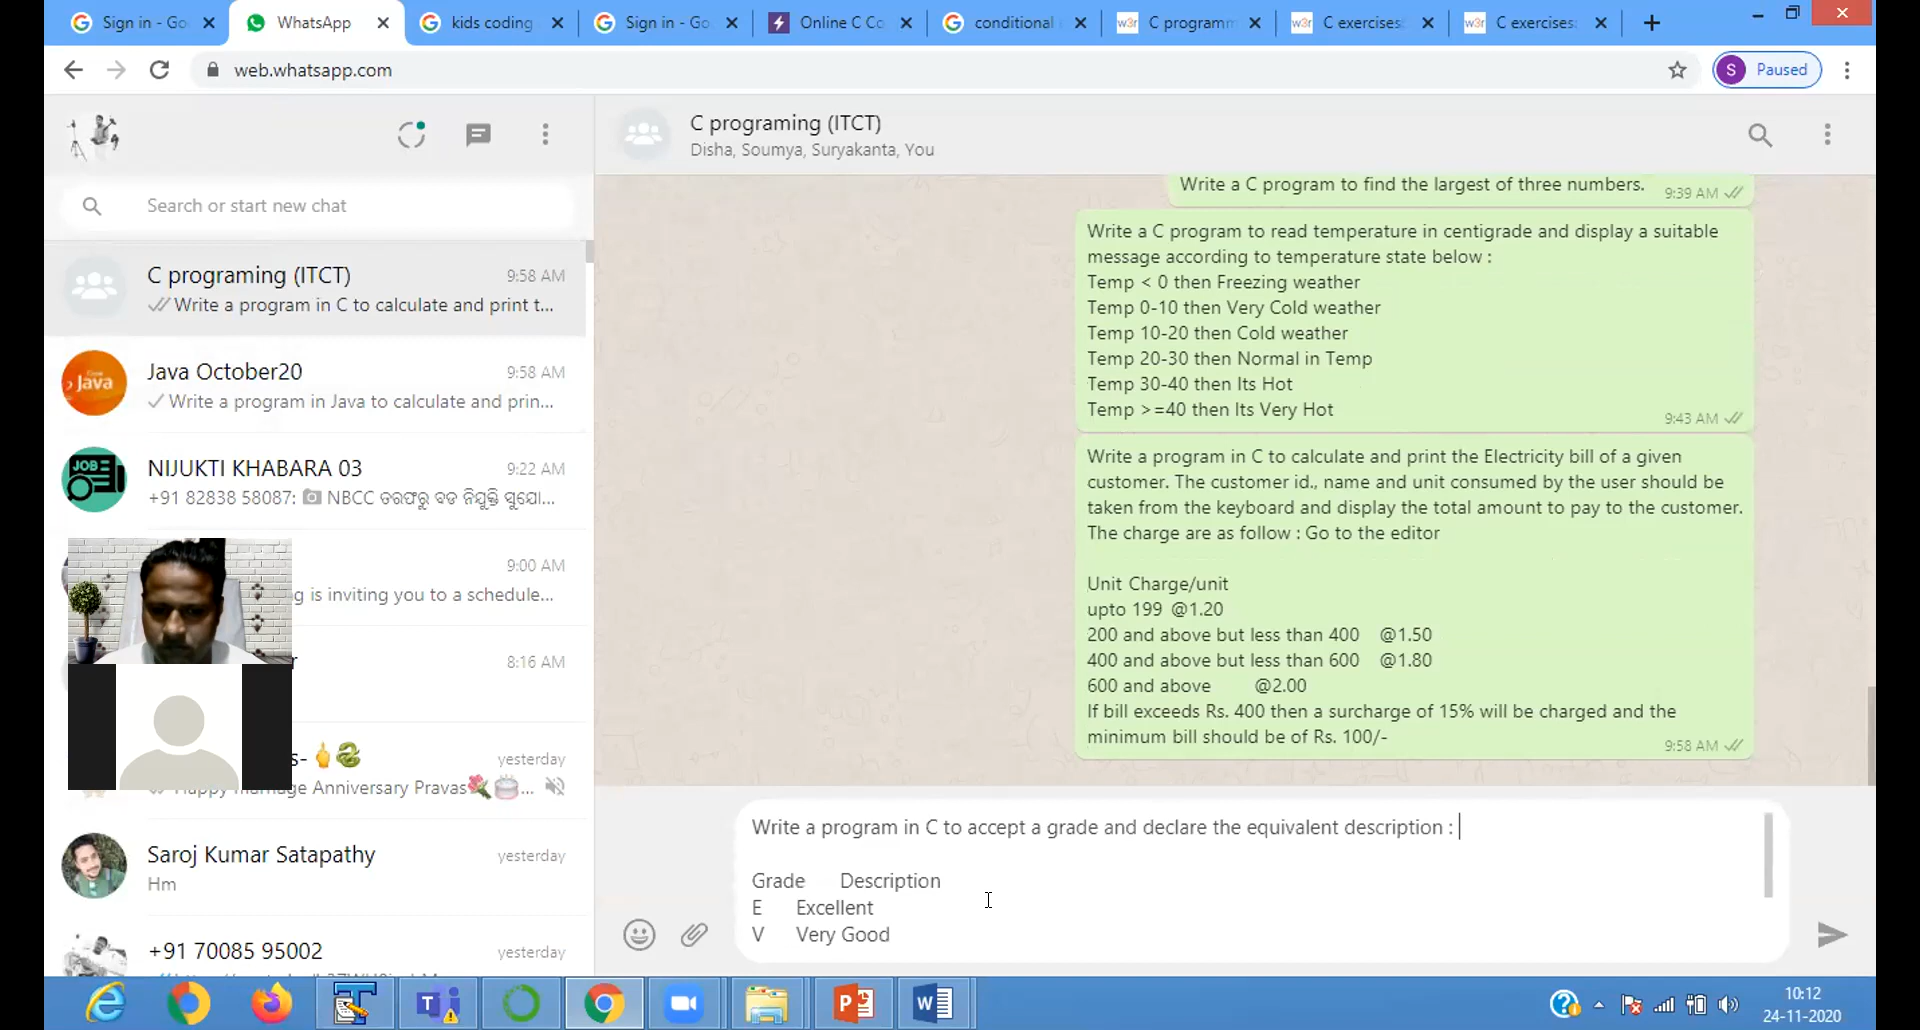 Sign in - Go
WhatsApp
kids coding
Sign in - Go
Online C Co
conditional
w3r C programm
w3r C exercises
w3r C exercises
web.whatsapp.com
S Paused
C programing (ITCT)
Disha, Soumya, Suryakanta, You
Search or start new chat
C programing (ITCT) 9:58 AM
Write a program in C to calculate and print t...
Java
Java October20 9:58 AM
Write a program in Java to calculate and prin...
JOB
NIJUKTI KHABARA 03 9:22 AM
+91 82838 58087: NBCC ତରଫରୁ ବଡ ନିଯୁକ୍ତି ସୁଯୋ...
9:00 AM
g is inviting you to a schedule...
8:16 AM
yesterday
Anniversary Pravas
Saroj Kumar Satapathy yesterday
Hm
+91 70085 95002 yesterday
Write a C program to find the largest of three numbers.
9:39 AM
Write a C program to read temperature in centigrade and display a suitable
message according to temperature state below :
Temp < 0 then Freezing weather
Temp 0-10 then Very Cold weather
Temp 10-20 then Cold weather
Temp 20-30 then Normal in Temp
Temp 30-40 then Its Hot
Temp >=40 then Its Very Hot
9:43 AM
Write a program in C to calculate and print the Electricity bill of a given
customer. The customer id., name and unit consumed by the user should be
taken from the keyboard and display the total amount to pay to the customer.
The charge are as follow : Go to the editor
Unit Charge/unit
upto 199 @1.20
200 and above but less than 400 @1.50
400 and above but less than 600 @1.80
600 and above @2.00
If bill exceeds Rs. 400 then a surcharge of 15% will be charged and the
minimum bill should be of Rs. 100/-
9:58 AM
Write a program in C to accept a grade and declare the equivalent description :
Grade Description
E Excellent
V Very Good
10:12
24-11-2020